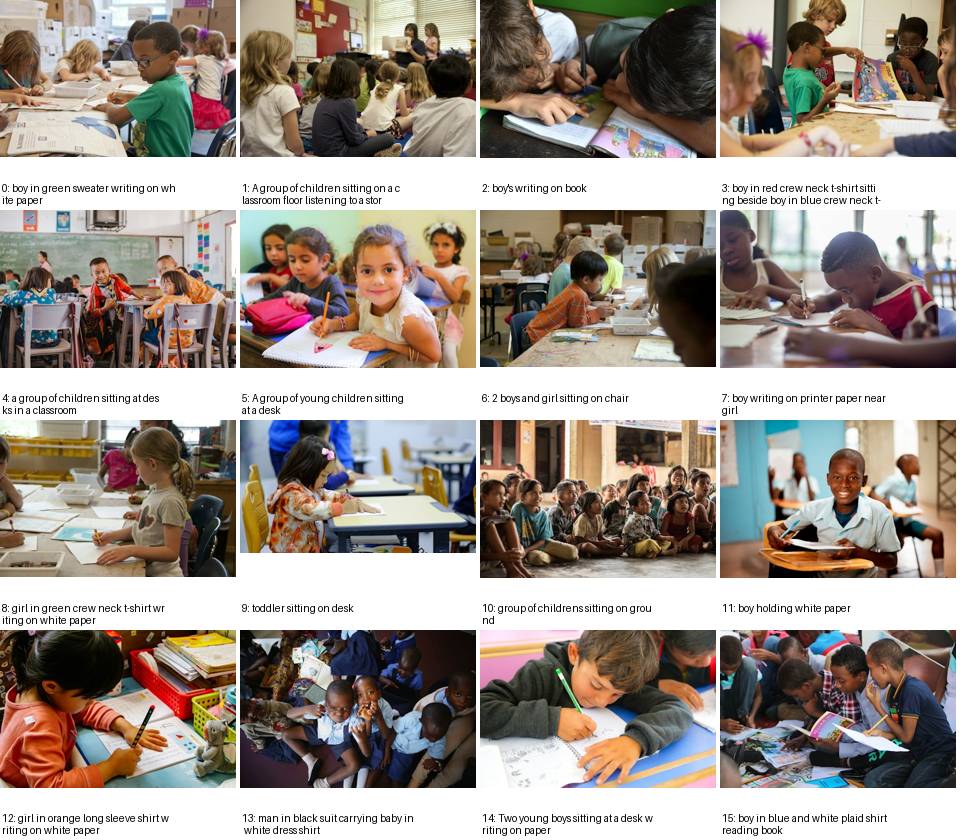 0: boy in green sweater writing on wh
ite paper
1: A group of children sitting on a c
lassroom floor listening to a stor
2: boy's writing on book
3: boy in red crew neck t-shirt sitti
ng beside boy in blue crew neck t-
4: a group of children sitting at des
ks in a classroom
5: A group of young children sitting
at a desk
6: 2 boys and girl sitting on chair
7: boy writing on printer paper near
girl
8: girl in green crew neck t-shirt wr
iting on white paper
9: toddler sitting on desk
10: group of childrens sitting on grou
nd
11: boy holding white paper
12: girl in orange long sleeve shirt w
riting on white paper
13: man in black suit carrying baby in
white dress shirt
14: Two young boys sitting at a desk w
riting on paper
15: boy in blue and white plaid shirt
reading book